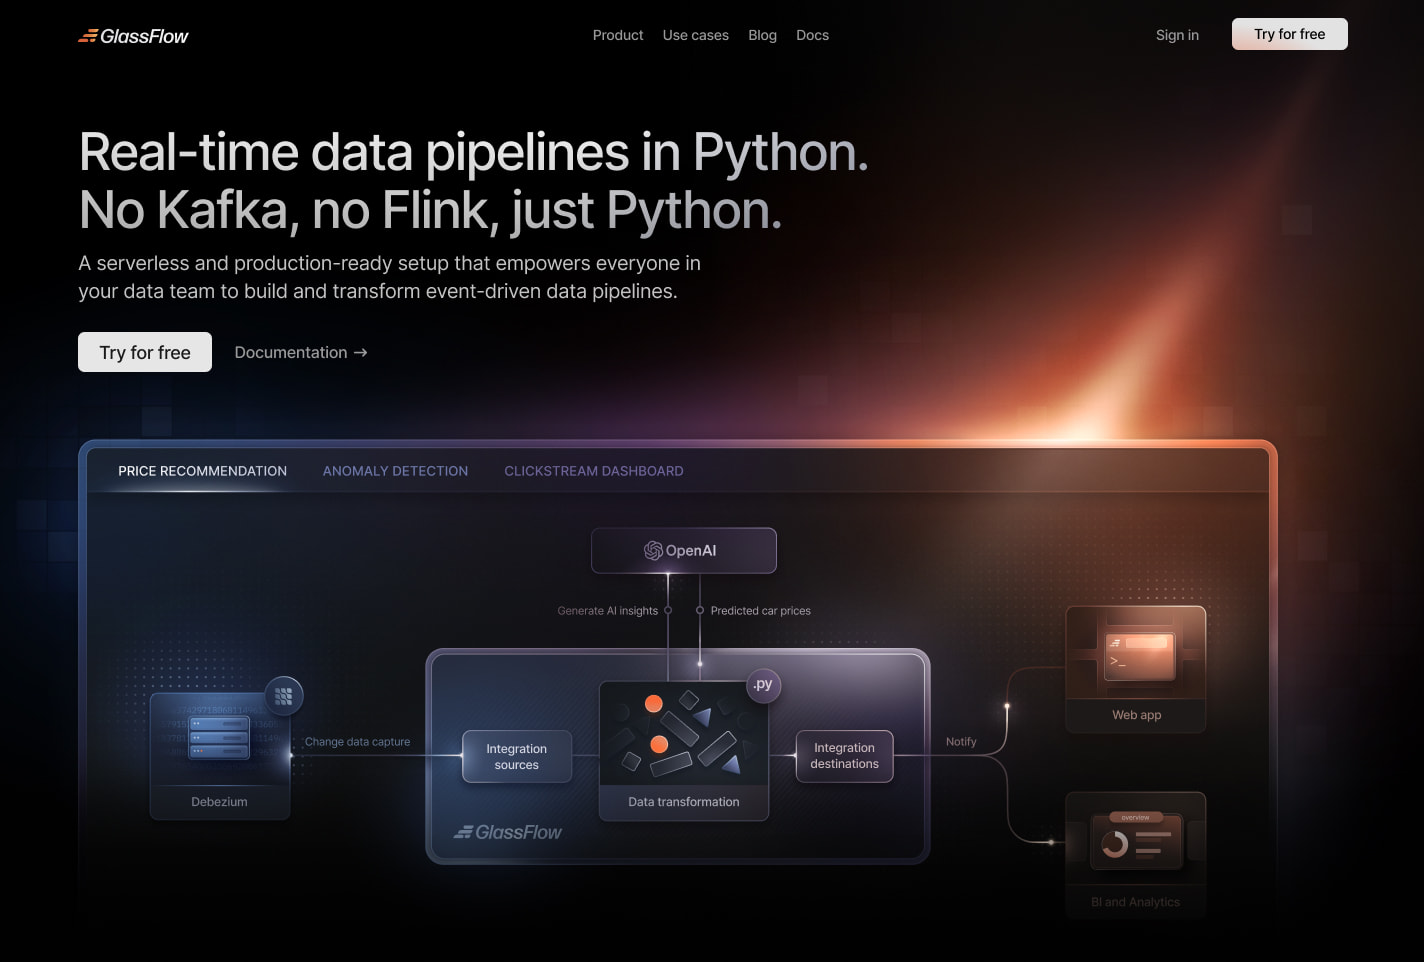 GlassFlow
Product
Use cases
Blog
Docs
Sign in
Try for free
Real-time data pipelines in Python.
No Kafka, no Flink, just Python.
A serverless and production-ready setup that empowers everyone in
your data team to build and transform event-driven data pipelines.
Try for free
Documentation →
PRICE RECOMMENDATION
ANOMALY DETECTION
CLICKSTREAM DASHBOARD
OpenAI
Generate AI insights
Predicted car prices
.py
>_
Web app
Change data capture
Integration
sources
Integration
destinations
Notify
Debezium
Data transformation
GlassFlow
overview
BI and Analytics